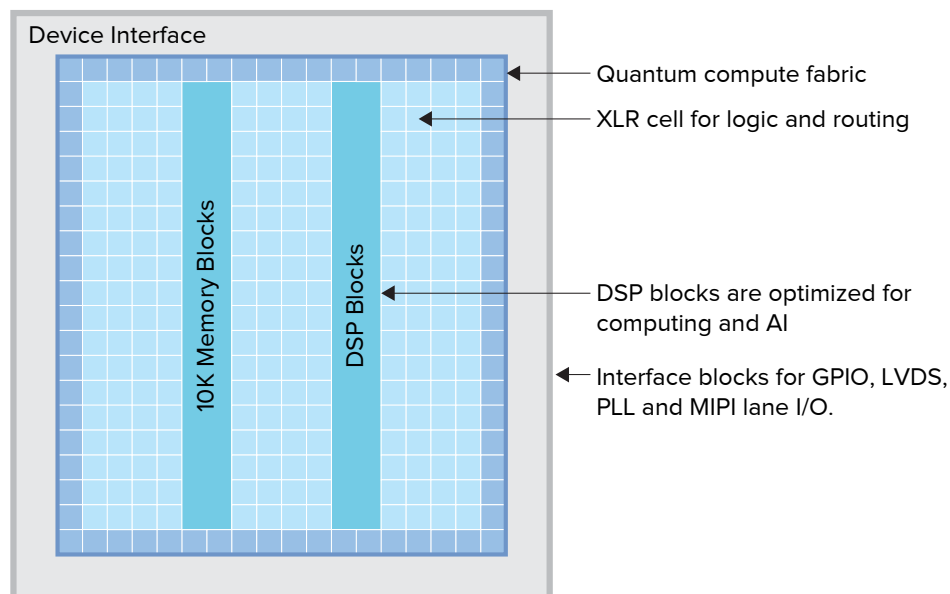 Device Interface
Quantum compute fabric
XLR cell for logic and routing
10K Memory Blocks
DSP Blocks
DSP blocks are optimized for
computing and AI
Interface blocks for GPIO, LVDS,
PLL and MIPI lane I/O.